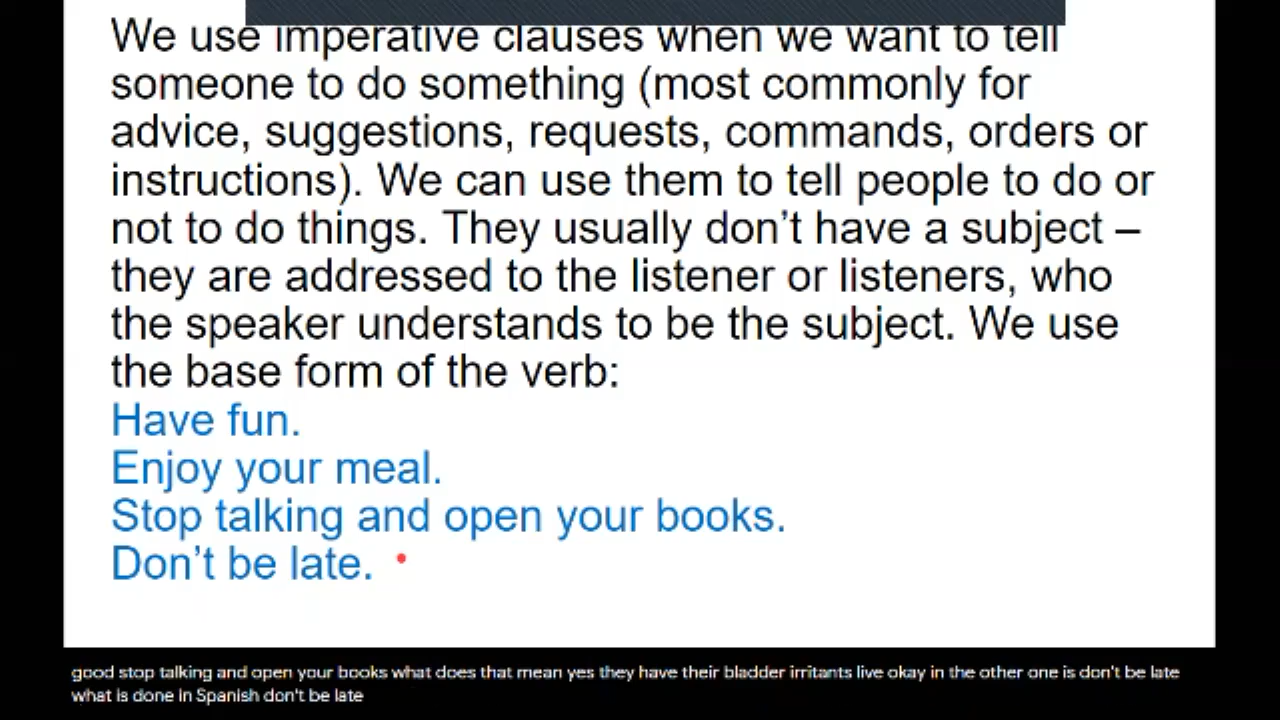 We use imperative clauses when we want to tell
someone to do something (most commonly for
advice, suggestions, requests, commands, orders or
instructions). We can use them to tell people to do or
not to do things. They usually don’t have a subject –
they are addressed to the listener or listeners, who
the speaker understands to be the subject. We use
the base form of the verb:
Have fun.
Enjoy your meal.
Stop talking and open your books.
Don’t be late.
good stop talking and open your books what does that mean yes they have their bladder irritants live okay in the other one is don't be late
what is done in Spanish don't be late